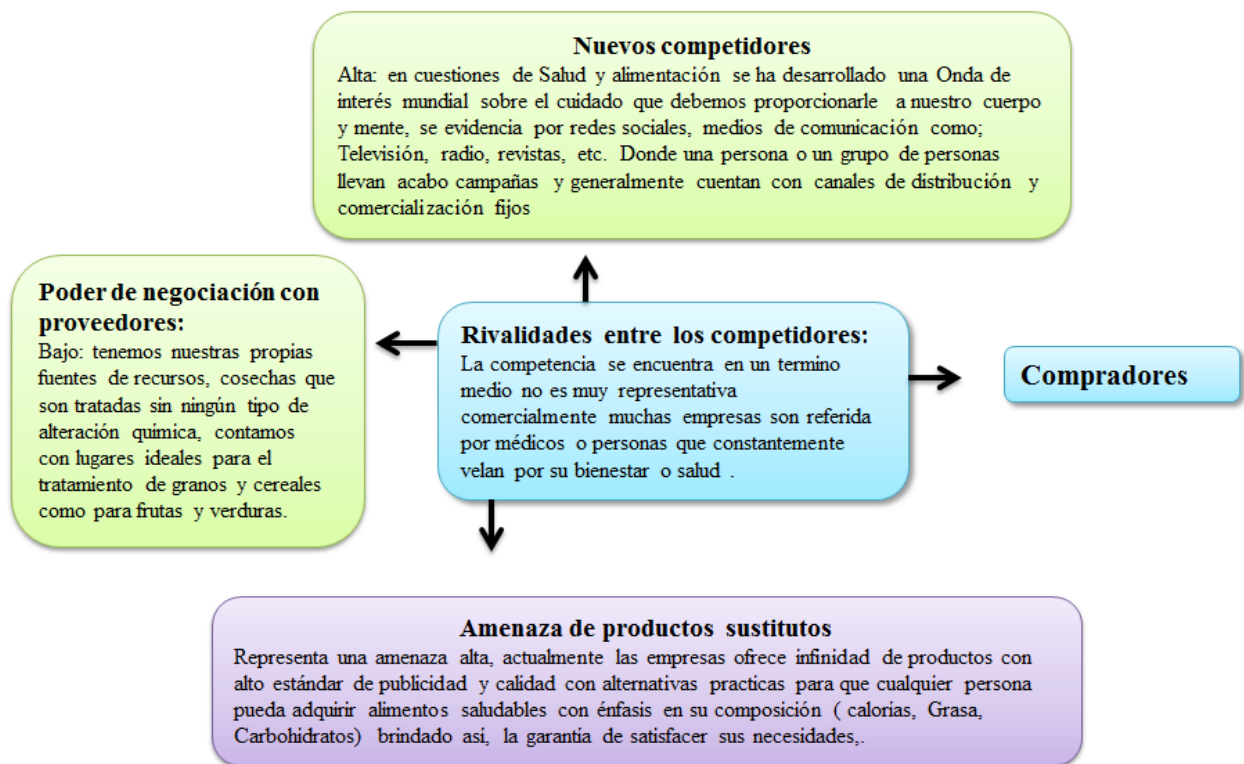 Nuevos competidores
Alta: en cuestiones de Salud y alimentación se ha desarrollado una Onda de
interés mundial sobre el cuidado que debemos proporcionarle a nuestro cuerpo
y mente, se evidencia por redes sociales, medios de comunicación como;
Televisión, radio, revistas, etc. Donde una persona o un grupo de personas
llevan acabo campañas y generalmente cuentan con canales de distribución y
comercialización fijos
Poder de negociación con
proveedores:
Bajo: tenemos nuestras propias
fuentes de recursos, cosechas que
son tratadas sin ningún tipo de
alteración química, contamos
con lugares ideales para el
tratamiento de granos y cereales
como para frutas y verduras.
Rivalidades entre los competidores:
La competencia se encuentra en un termino
medio no es muy representativa
comercialmente muchas empresas son referida
por médicos o personas que constantemente
velan por su bienestar o salud .
Compradores
Amenaza de productos sustitutos
Representa una amenaza alta, actualmente las empresas ofrece infinidad de productos con
alto estándar de publicidad y calidad con alternativas practicas para que cualquier persona
pueda adquirir alimentos saludables con énfasis en su composición ( calorías, Grasa,
Carbohidratos) brindado así, la garantía de satisfacer sus necesidades,.